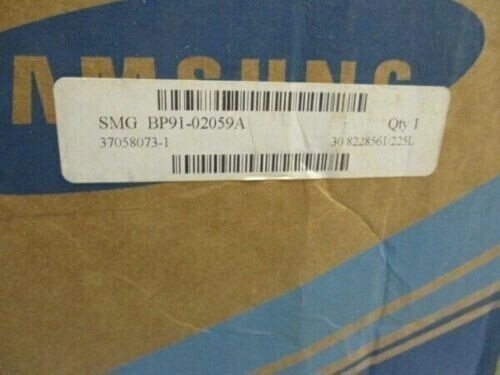 AMSUNG
SMG BP91-02059A Qty 1
37058073-1 30/8228561/225L